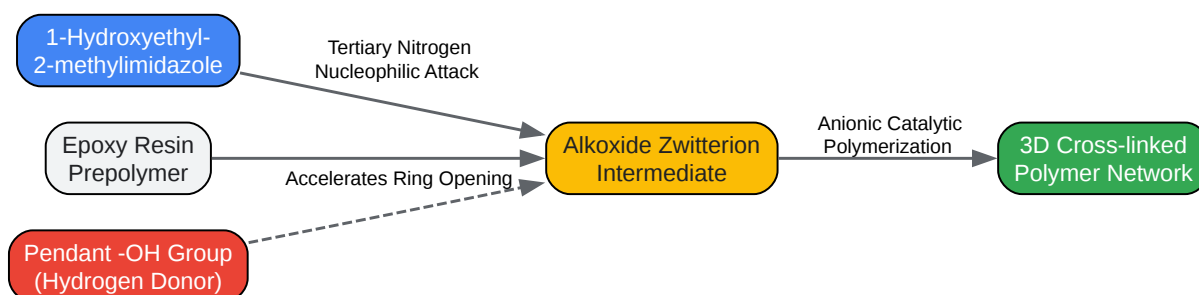 1-Hydroxyethyl-
2-methylimidazole
Tertiary Nitrogen
Nucleophilic Attack
Epoxy Resin
Prepolymer
Accelerates Ring Opening
Pendant -OH Group
(Hydrogen Donor)
Alkoxide Zwitterion
Intermediate
Anionic Catalytic
Polymerization
3D Cross-linked
Polymer Network